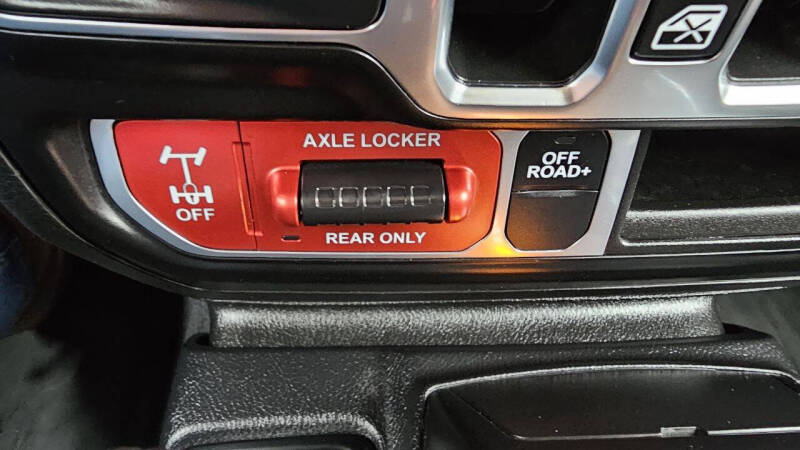 AXLE LOCKER
OFF
REAR ONLY
OFF
ROAD+